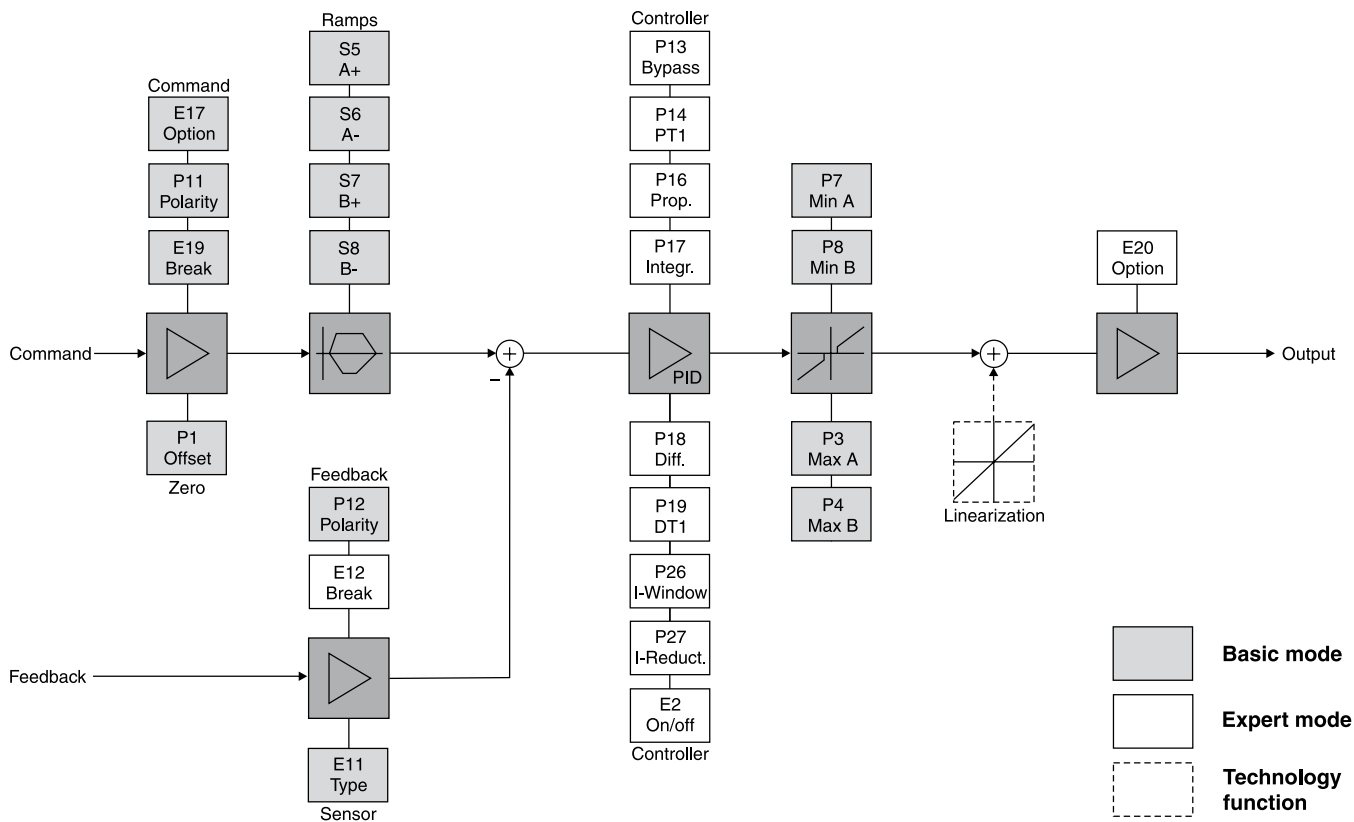 Ramps
S5
A+
S6
A-
S7
B+
S8
B-
Command
E17
Option
P11
Polarity
E19
Break
Command
P1
Offset
Zero
Feedback
P12
Polarity
E12
Break
Feedback
E11
Type
Sensor
–
+
Controller
P13
Bypass
P14
PT1
P16
Prop.
P17
Integr.
PID
P18
Diff.
P19
DT1
P26
I-Window
P27
I-Reduct.
E2
On/off
Controller
P7
Min A
P8
Min B
P3
Max A
P4
Max B
+
Linearization
E20
Option
Output
Basic mode
Expert mode
Technology
function